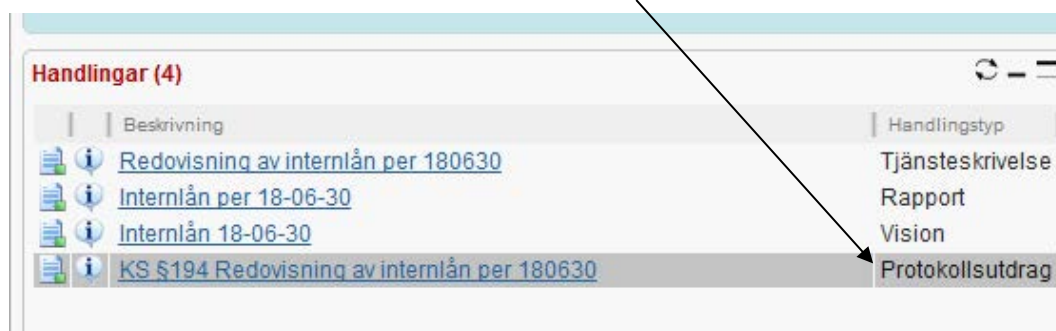 Handlingar (4)
Beskrivning Handlingstyp
Redovisning av internlån per 180630 Tjänsteskrivelse
Internlån per 18-06-30 Rapport
Internlån 18-06-30 Vision
KS §194 Redovisning av internlån per 180630 Protokollsutdrag